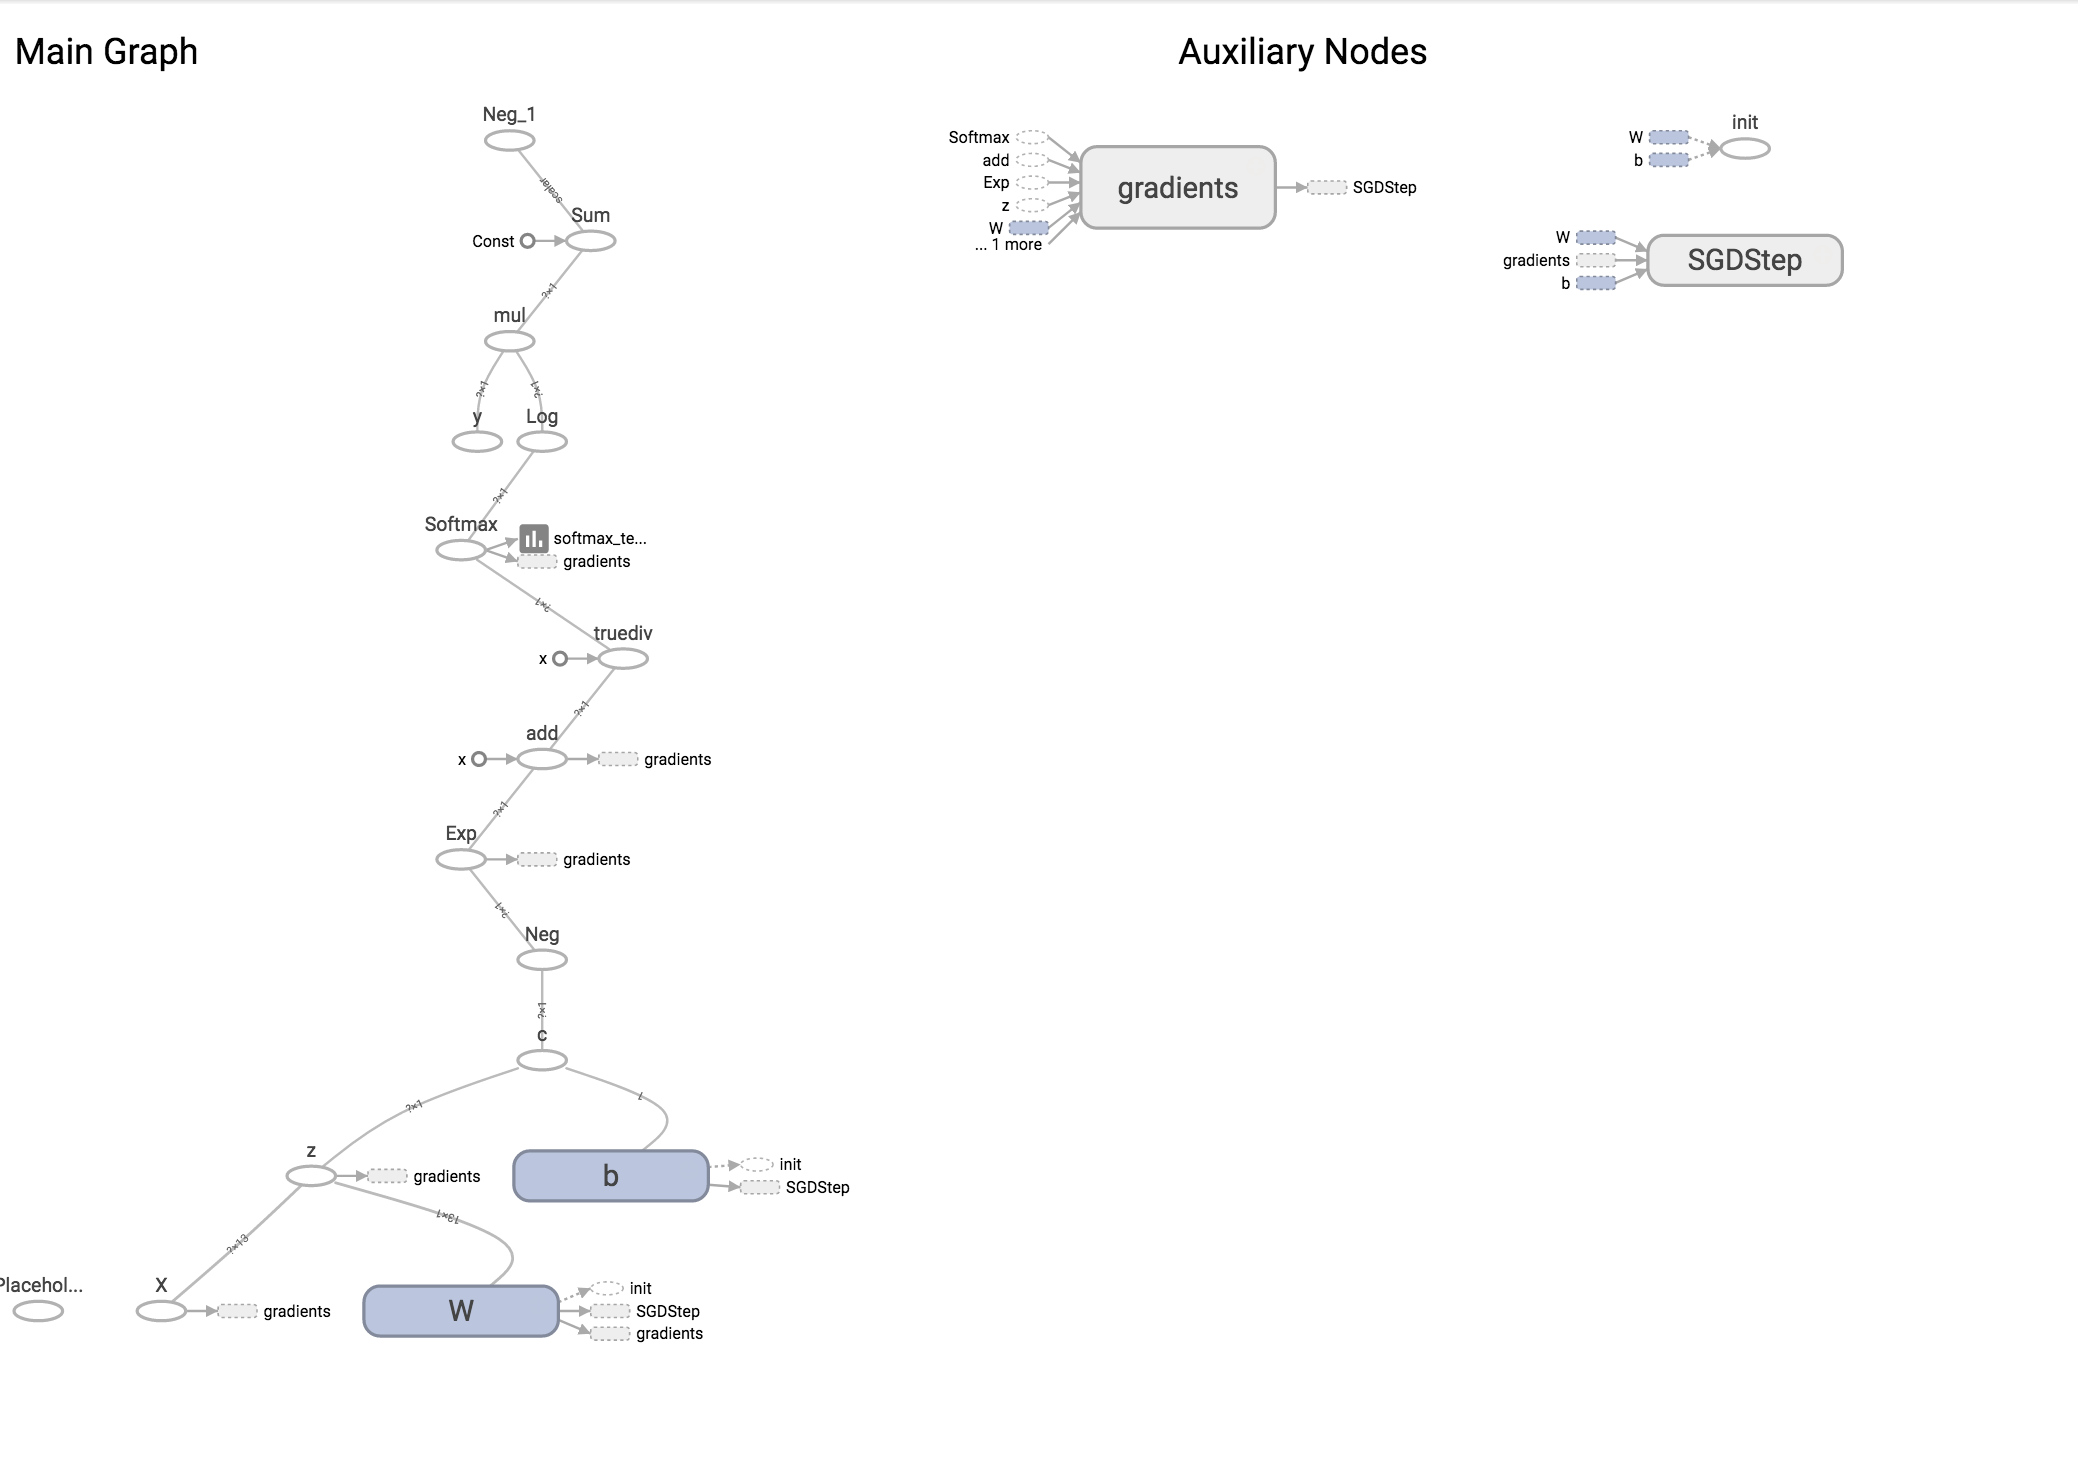 Main Graph
Auxiliary Nodes
Neg_1
scalar
Sum
Const
?×1
mul
?×1
?×1
y
Log
?×1
Softmax
softmax_te...
gradients
?×1
truediv
x
?×1
add
x
gradients
?×1
Exp
gradients
?×1
Neg
?×1
c
?×1
1
z
gradients
b
init
SGDStep
?×13
13×1
Placehol...
X
gradients
W
init
SGDStep
gradients
Softmax
add
Exp
z
W
... 1 more
gradients
SGDStep
W
b
init
W
gradients
b
SGDStep